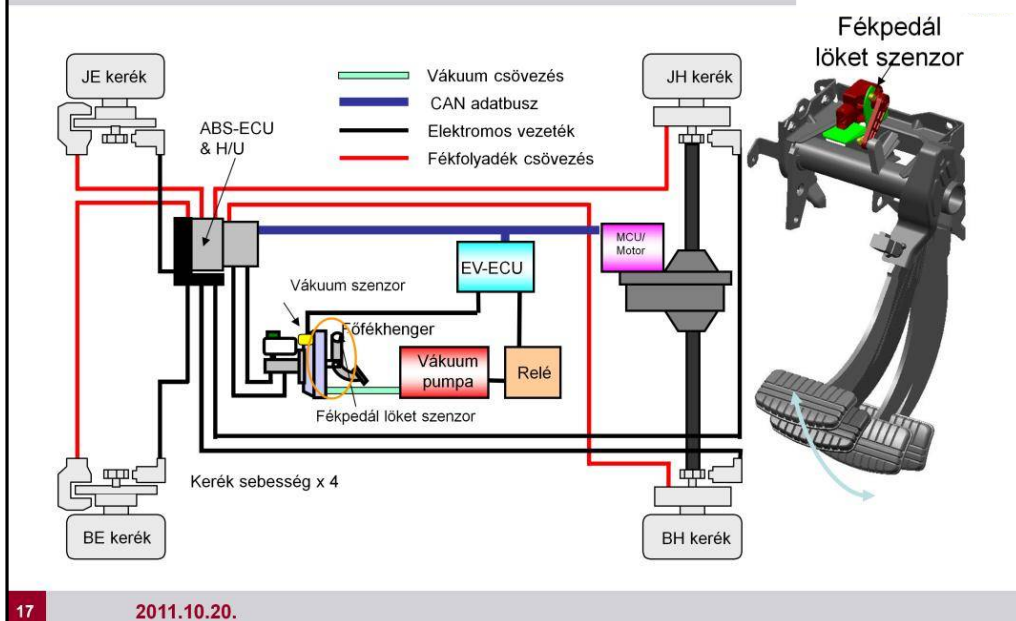 Fékpedál
löket szenzor
JE kerék
ABS-ECU
& H/U
Vákuum csövezés
CAN adatbusz
Elektromos vezeték
Fékfolyadék csövezés
JH kerék
MCU/
Motor
EV-ECU
Vákuum szenzor
Főfékhenger
Vákuum
pumpa
Relé
Fékpedál löket szenzor
Kerék sebesség x 4
BE kerék
BH kerék
17
2011.10.20.